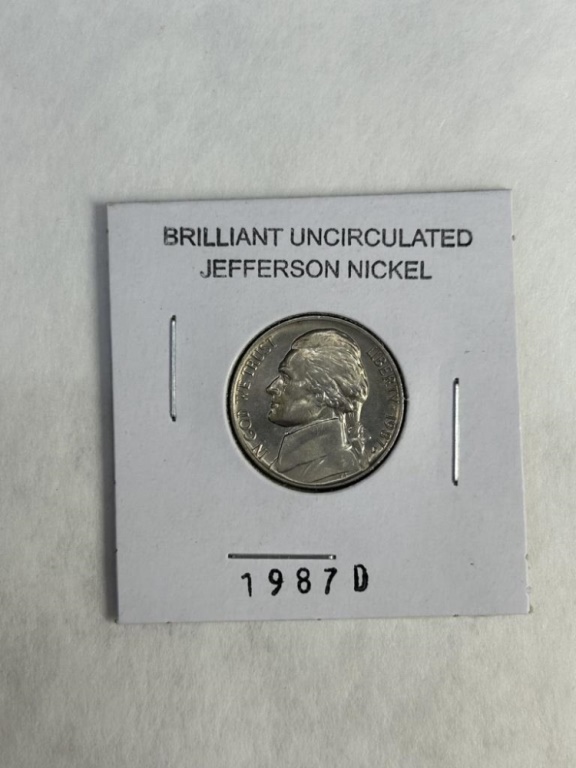 BRILLIANT UNCIRCULATED
JEFFERSON NICKEL
IN GOD WE TRUST
LIBERTY 1987
1987 D